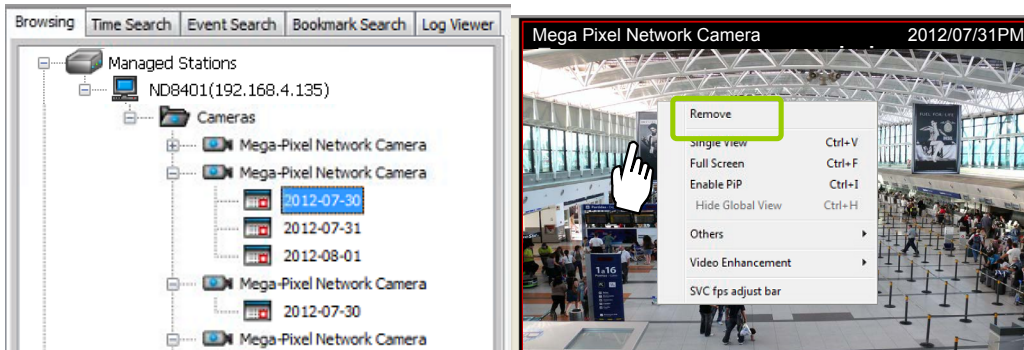 Browsing
Time Search
Event Search
Bookmark Search
Log Viewer
Managed Stations
ND8401(192.168.4.135)
Cameras
Mega-Pixel Network Camera
Mega-Pixel Network Camera
2012-07-30
2012-07-31
2012-08-01
Mega-Pixel Network Camera
2012-07-30
Mega-Pixel Network Camera
Mega Pixel Network Camera 2012/07/31PM
Remove
Single View Ctrl+V
Full Screen Ctrl+F
Enable PiP Ctrl+I
Hide Global View Ctrl+H
Others
Video Enhancement
SVC fps adjust bar
1a16